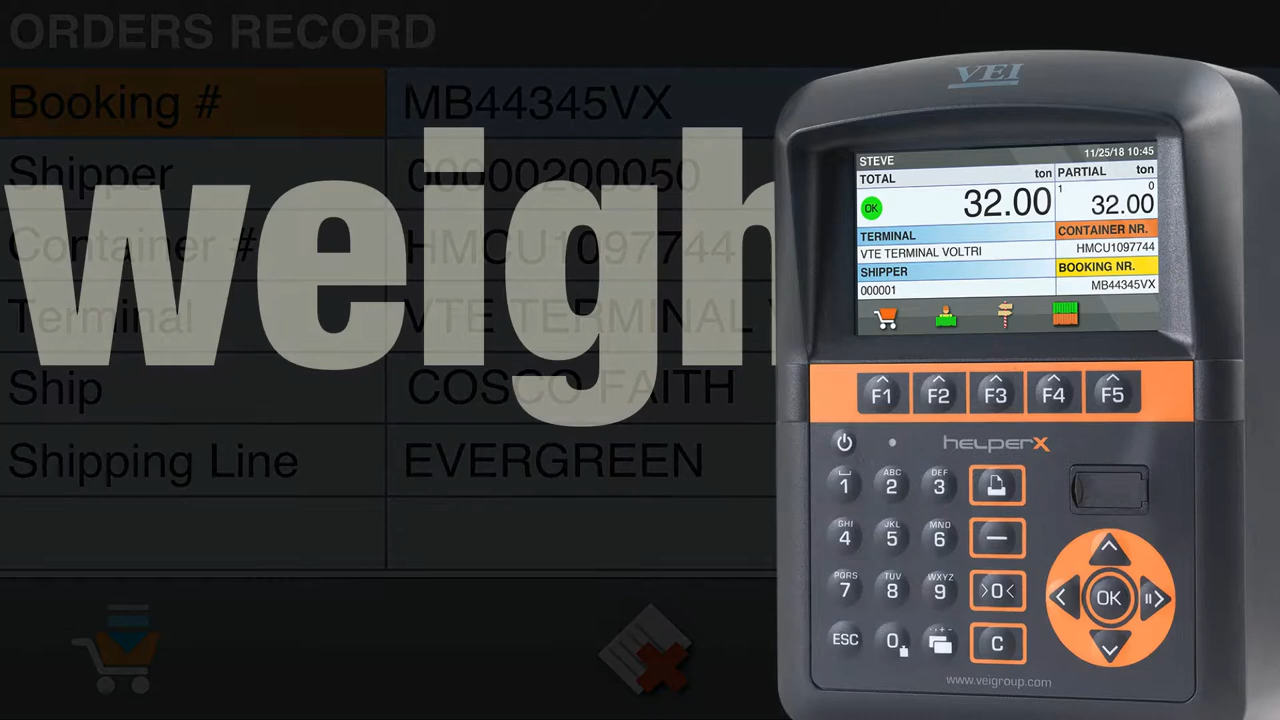 ORDERS RECORD
Booking # MB44345VX
Shipper 00000200050
Container # HMCU1097744
Terminal VTE TERMINAL V
Ship COSCO FAITH
Shipping Line EVERGREEN
weigh
VEI
STEVE 11/25/18 10:45
TOTAL ton PARTIAL ton
1 0
OK 32.00 32.00
TERMINAL CONTAINER NR.
VTE TERMINAL VOLTRI HMCU1097744
SHIPPER BOOKING NR.
000001 MB44345VX
F1 F2 F3 F4 F5
helperX
ABC DEF
1 2 3
GHI JKL MNO
4 5 6
PQRS TUV WXYZ
7 8 9 >0<
OK
ESC 0 C
www.veigroup.com